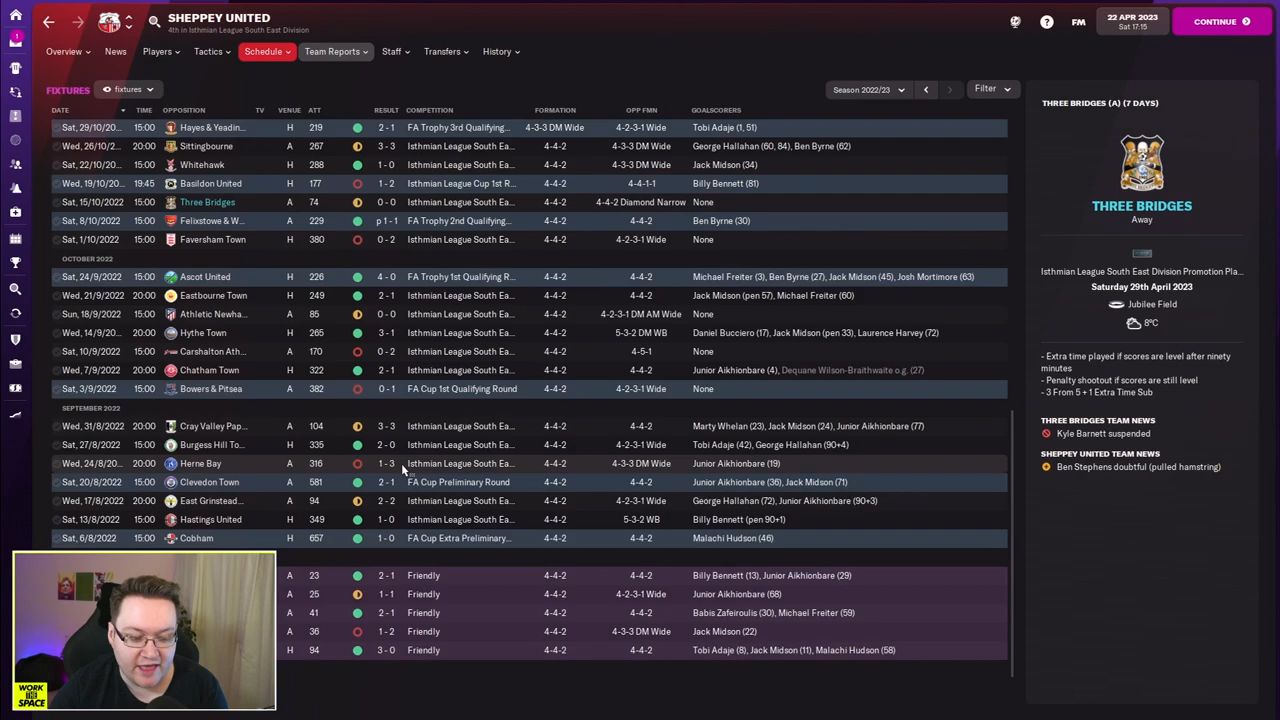 SHEPPEY UNITED
4th in Isthmian League South East Division
FM
22 APR 2023
Sat 17:15
CONTINUE
1
Overview News Players Tactics Schedule Team Reports Staff Transfers History
FIXTURES fixtures Season 2022/23 Filter
DATE TIME OPPOSITION TV VENUE ATT RESULT COMPETITION FORMATION OPP FMN GOALSCORERS
Sat, 29/10/20... 15:00 Hayes & Yeadin... H 219 2 - 1 FA Trophy 3rd Qualifying... 4-3-3 DM Wide 4-2-3-1 Wide Tobi Adaje (1, 51)
Wed, 26/10/2... 20:00 Sittingbourne A 267 3 - 3 Isthmian League South Ea... 4-4-2 4-3-3 DM Wide George Hallahan (60, 84), Ben Byrne (62)
Sat, 22/10/20... 15:00 Whitehawk H 288 1 - 0 Isthmian League South Ea... 4-4-2 4-3-3 DM Wide Jack Midson (34)
Wed, 19/10/20... 19:45 Basildon United H 177 1 - 2 Isthmian League Cup 1st R... 4-4-2 4-4-1-1 Billy Bennett (81)
Sat, 15/10/2022 15:00 Three Bridges A 74 0 - 0 Isthmian League South Ea... 4-4-2 4-4-2 Diamond Narrow None
Sat, 8/10/2022 15:00 Felixstowe & W... A 229 p 1 - 1 FA Trophy 2nd Qualifying... 4-4-2 4-4-2 Ben Byrne (30)
Sat, 1/10/2022 15:00 Faversham Town H 380 0 - 2 Isthmian League South Ea... 4-4-2 4-2-3-1 Wide None
OCTOBER 2022
Sat, 24/9/2022 15:00 Ascot United H 226 4 - 0 FA Trophy 1st Qualifying R... 4-4-2 4-4-2 Michael Freiter (3), Ben Byrne (27), Jack Midson (45), Josh Mortimore (63)
Wed, 21/9/2022 20:00 Eastbourne Town H 249 2 - 1 Isthmian League South Ea... 4-4-2 4-4-2 Jack Midson (pen 57), Michael Freiter (60)
Sun, 18/9/2022 15:00 Athletic Newha... A 85 0 - 0 Isthmian League South Ea... 4-4-2 4-2-3-1 DM AM Wide None
Wed, 14/9/20... 20:00 Hythe Town H 265 3 - 1 Isthmian League South Ea... 4-4-2 5-3-2 DM WB Daniel Bucciero (17), Jack Midson (pen 33), Laurence Harvey (72)
Sat, 10/9/2022 15:00 Carshalton Ath... A 170 0 - 2 Isthmian League South Ea... 4-4-2 4-5-1 None
Wed, 7/9/2022 20:00 Chatham Town H 322 2 - 1 Isthmian League South Ea... 4-4-2 4-4-2 Junior Aikhionbare (4), Dequane Wilson-Braithwaite o.g. (27)
Sat, 3/9/2022 15:00 Bowers & Pitsea A 382 0 - 1 FA Cup 1st Qualifying Round 4-4-2 4-2-3-1 Wide None
SEPTEMBER 2022
Wed, 31/8/2022 20:00 Cray Valley Pap... A 104 3 - 3 Isthmian League South Ea... 4-4-2 4-4-2 Marty Whelan (23), Jack Midson (24), Junior Aikhionbare (77)
Sat, 27/8/2022 15:00 Burgess Hill To... H 335 2 - 0 Isthmian League South Ea... 4-4-2 4-2-3-1 Wide Tobi Adaje (42), George Hallahan (90+4)
Wed, 24/8/20... 20:00 Herne Bay A 316 1 - 3 Isthmian League South Ea... 4-4-2 4-3-3 DM Wide Junior Aikhionbare (19)
Sat, 20/8/2022 15:00 Clevedon Town A 581 2 - 1 FA Cup Preliminary Round 4-4-2 4-4-2 Junior Aikhionbare (36), Jack Midson (71)
Wed, 17/8/2022 20:00 East Grinstead... A 94 2 - 2 Isthmian League South Ea... 4-4-2 4-4-2 George Hallahan (72), Junior Aikhionbare (90+3)
Sat, 13/8/2022 15:00 Hastings United H 349 1 - 0 Isthmian League South Ea... 4-4-2 5-3-2 WB Billy Bennett (pen 90+1)
Sat, 6/8/2022 15:00 Cobham H 657 1 - 0 FA Cup Extra Preliminary... 4-4-2 4-4-2 Malachi Hudson (46)
A 23 2 - 1 Friendly 4-4-2 4-4-2 Billy Bennett (13), Junior Aikhionbare (29)
A 25 1 - 1 Friendly 4-4-2 4-2-3-1 Wide Junior Aikhionbare (68)
A 41 2 - 1 Friendly 4-4-2 4-4-2 Babis Zafeiroulis (30), Michael Freiter (59)
A 36 1 - 2 Friendly 4-4-2 4-3-3 DM Wide Jack Midson (22)
H 94 3 - 0 Friendly 4-4-2 4-4-2 Tobi Adaje (8), Jack Midson (11), Malachi Hudson (58)
THREE BRIDGES (A) (7 DAYS)
THREE BRIDGES
Away
Isthmian League South East Division Promotion Pla...
Saturday 29th April 2023
Jubilee Field
8°C
- Extra time played if scores are level after ninety
minutes
- Penalty shootout if scores are still level
- 3 From 5 + 1 Extra Time Sub
THREE BRIDGES TEAM NEWS
Kyle Barnett suspended
SHEPPEY UNITED TEAM NEWS
Ben Stephens doubtful (pulled hamstring)
WORK
THE
SPACE